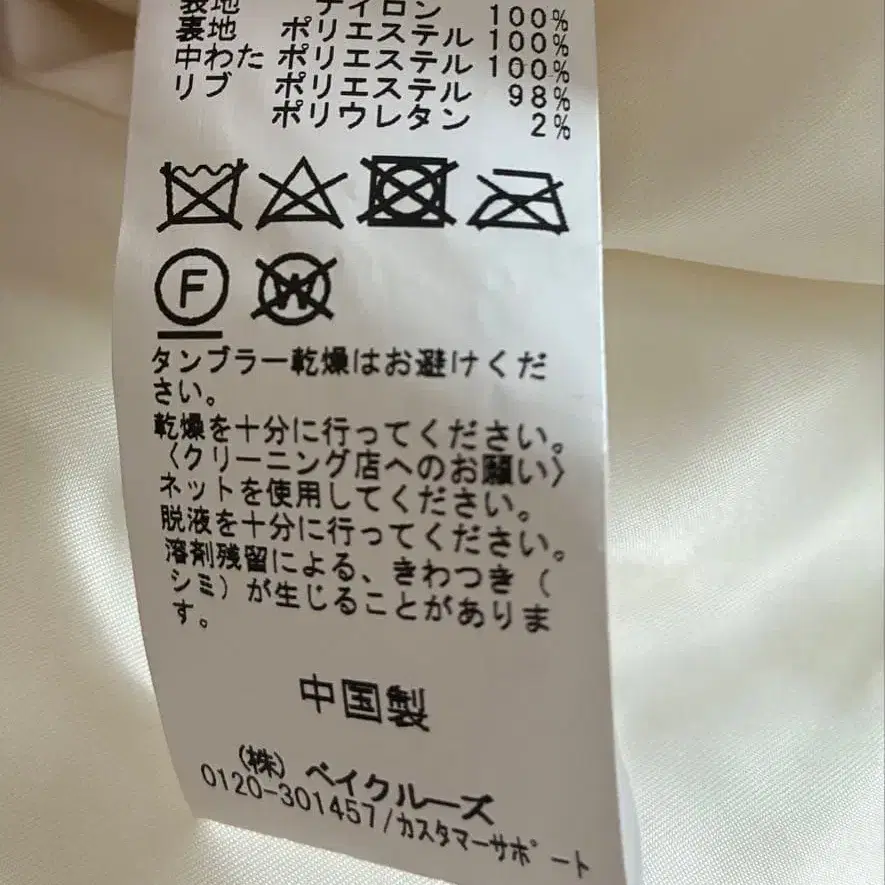 表地 ナイロン 100%
裏地 ポリエステル 100%
中わた ポリエステル 100%
リブ ポリエステル 98%
ポリウレタン 2%
F W
タンブラー乾燥はお避けくだ
さい。
乾燥を十分に行ってください。
〈クリーニング店へのお願い〉
ネットを使用してください。
脱液を十分に行ってください。
溶剤残留による、きわつき(
シミ)が生じることがありま
す。
中国製
(株) ベイクルーズ
0120-301457/カスタマーサポート